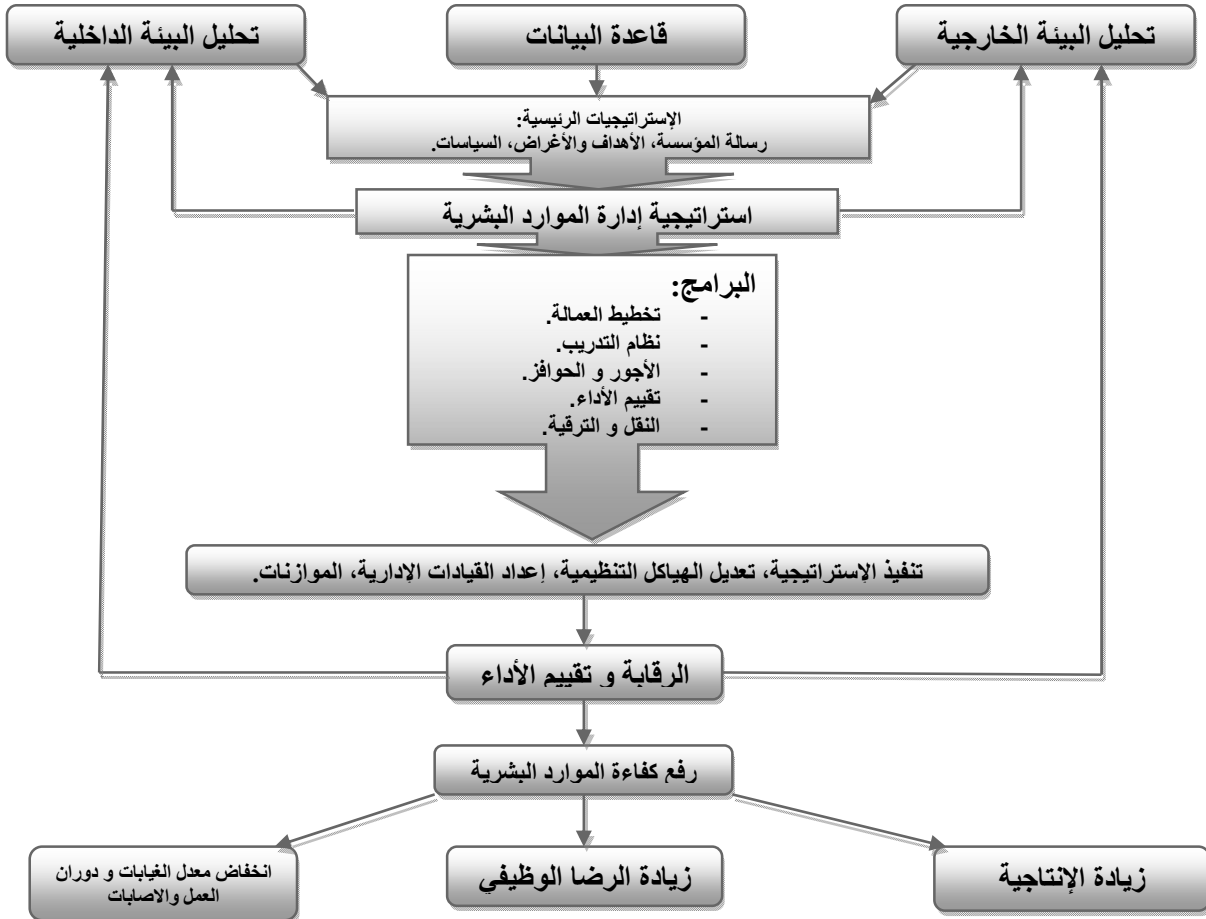 تحليل البيئة الخارجية
قاعدة البيانات
تحليل البيئة الداخلية
الإستراتيجيات الرئيسية:
رسالة المؤسسة، الأهداف والأغراض، السياسات.
استراتيجية إدارة الموارد البشرية
البرامج:
- تخطيط العمالة.
- نظام التدريب.
- الأجور و الحوافز.
- تقييم الأداء.
- النقل و الترقية.
تنفيذ الإستراتيجية، تعديل الهياكل التنظيمية، إعداد القيادات الإدارية، الموازنات.
الرقابة و تقييم الأداء
رفع كفاءة الموارد البشرية
زيادة الإنتاجية
زيادة الرضا الوظيفي
انخفاض معدل الغيابات و دوران
العمل والاصابات